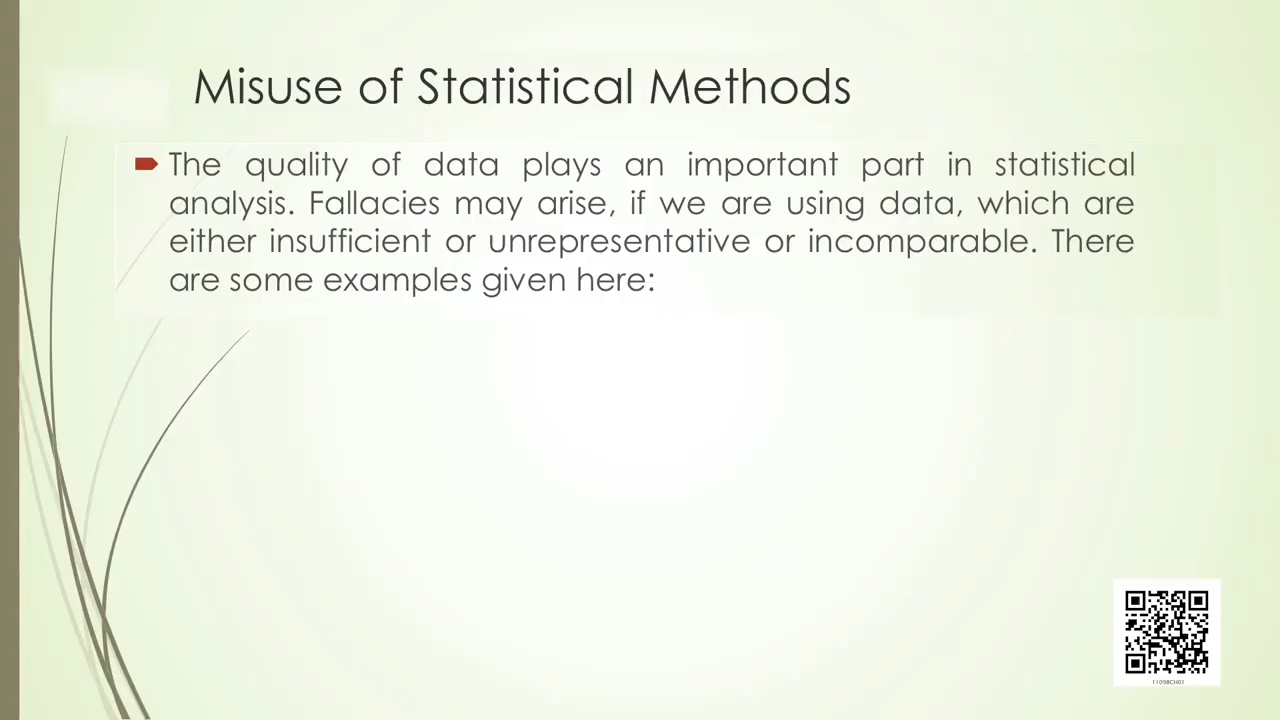 Misuse of Statistical Methods
The quality of data plays an important part in statistical
analysis. Fallacies may arise, if we are using data, which are
either insufficient or unrepresentative or incomparable. There
are some examples given here:
11098CH01